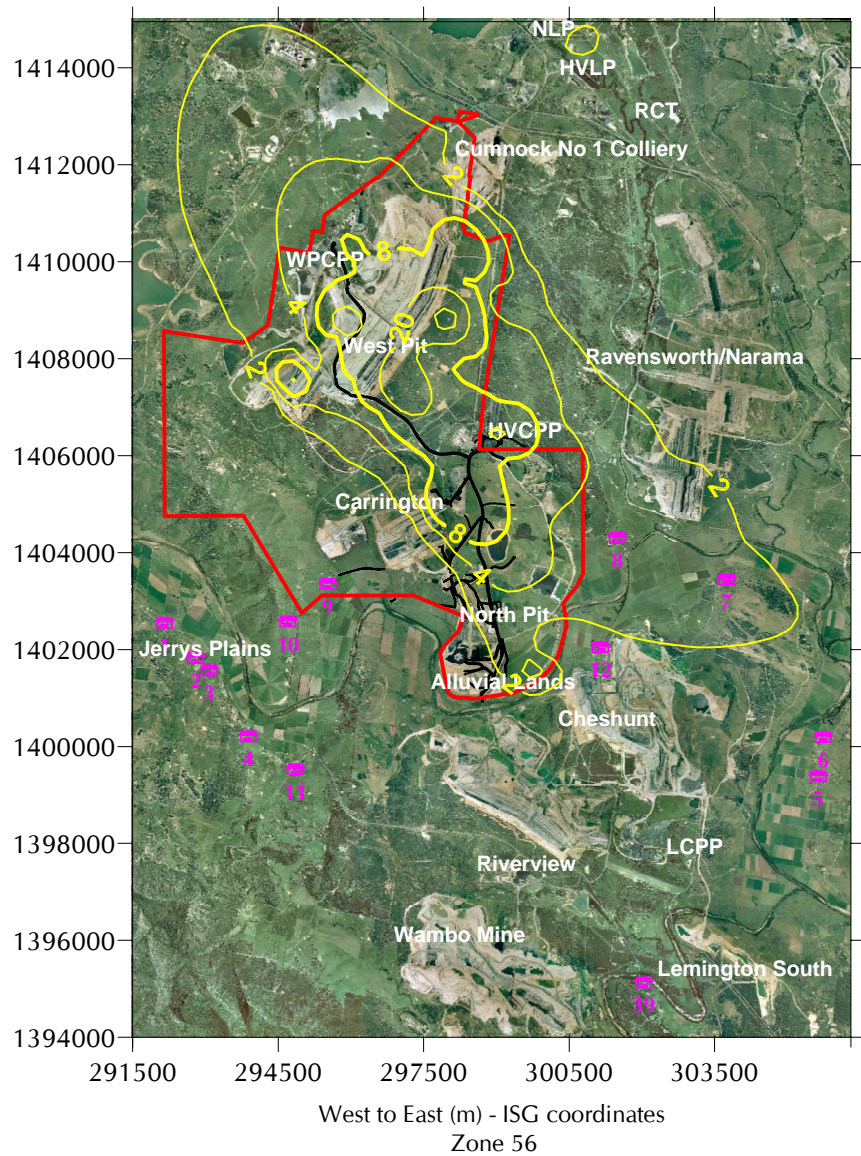 NLP
1414000
HVLP
RCT
Cumnock No 1 Colliery
1412000
2
8
1410000
WPCPP
4
20
West Pit
1408000
2
Ravensworth/Narama
HVCPP
1406000
2
Carrington
8
1404000
8
4
7
9
North Pit
10
1
1402000
Jerrys Plains
12
2
3
2
Alluvial Lands
Cheshunt
1400000
4
6
11
5
1398000
LCPP
Riverview
1396000
Wambo Mine
Lemington South
39
1394000
291500 294500 297500 300500 303500
West to East (m) - ISG coordinates
Zone 56